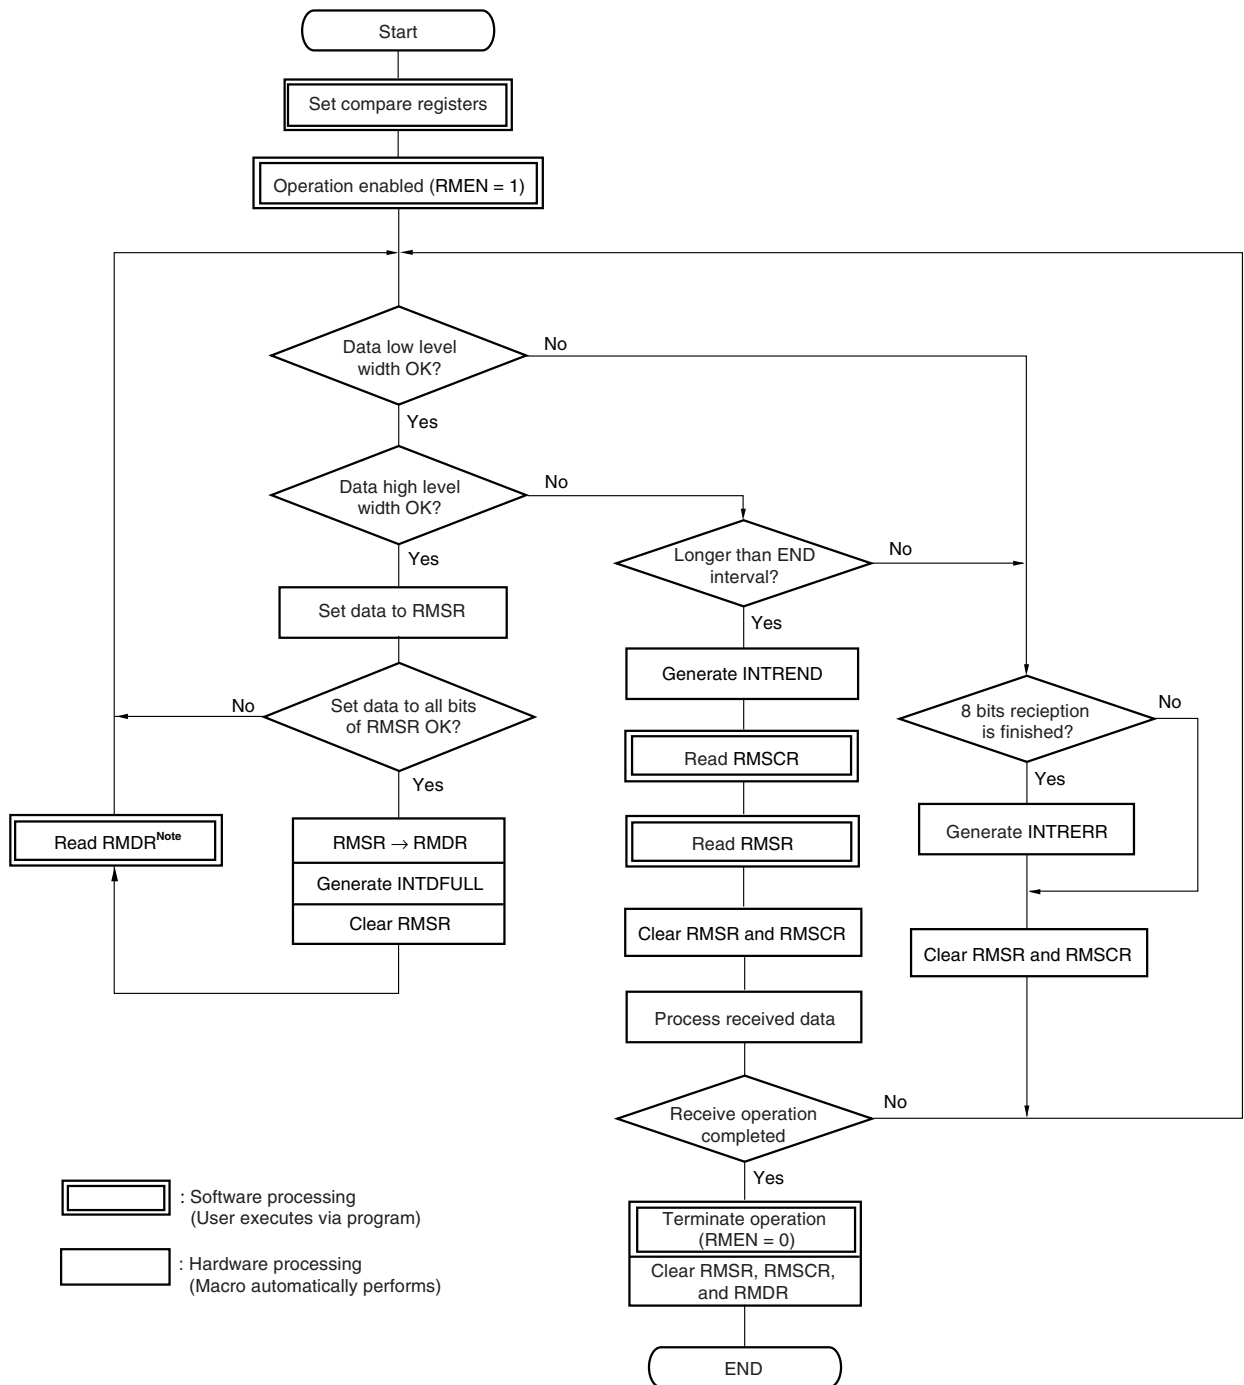 Start
Set compare registers
Operation enabled (RMEN = 1)
Data low level
width OK?
No
Yes
Data high level
width OK?
No
Yes
Longer than END
interval?
No
Yes
Set data to RMSR
Generate INTREND
Set data to all bits
of RMSR OK?
No
Yes
8 bits recieption
is finished?
No
Yes
Read RMSCR
Read RMDR Note
RMSR → RMDR
Generate INTDFULL
Clear RMSR
Read RMSR
Generate INTRERR
Clear RMSR and RMSCR
Clear RMSR and RMSCR
Process received data
Receive operation
completed
No
Yes
Terminate operation
(RMEN = 0)
Clear RMSR, RMSCR,
and RMDR
END
: Software processing
(User executes via program)
: Hardware processing
(Macro automatically performs)